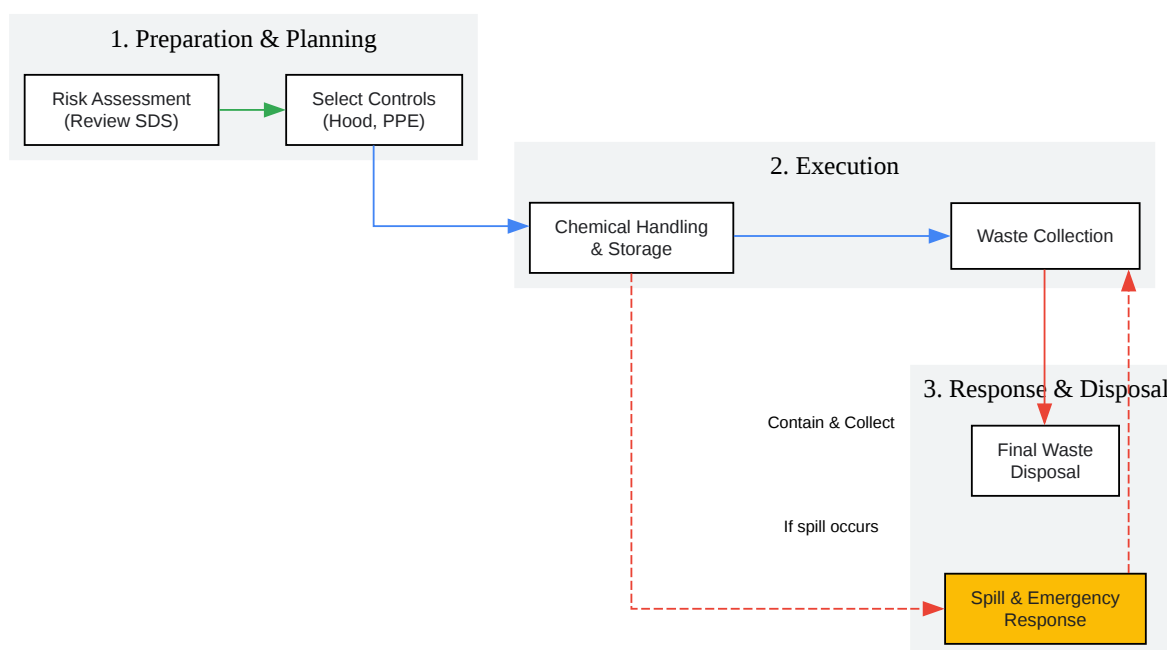 1. Preparation & Planning
Risk Assessment
(Review SDS)
Select Controls
(Hood, PPE)
2. Execution
Chemical Handling
& Storage
Waste Collection
3. Response & Disposal
Contain & Collect
Final Waste
Disposal
If spill occurs
Spill & Emergency
Response